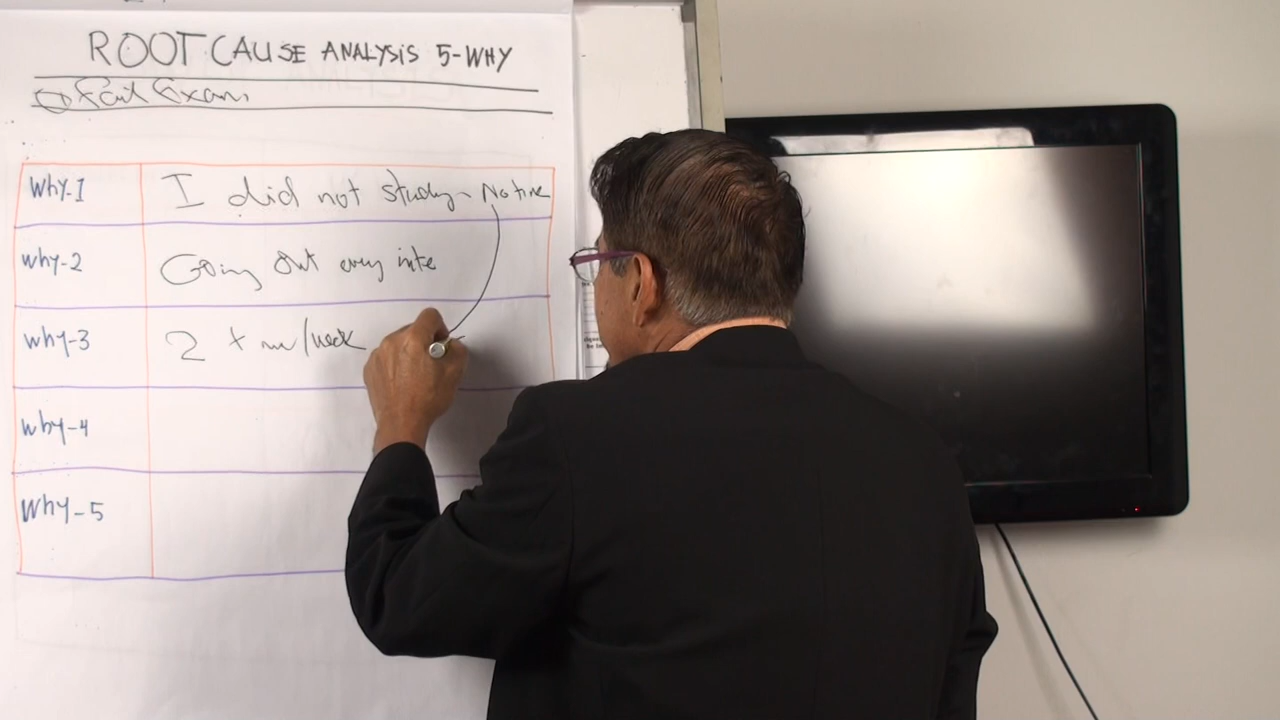 ROOT CAUSE ANALYSIS 5-WHY
Fail Exam
Why-1 I did not study - No time
Why-2 Going Out every nite
Why-3 2 /week
Why-4
Why-5